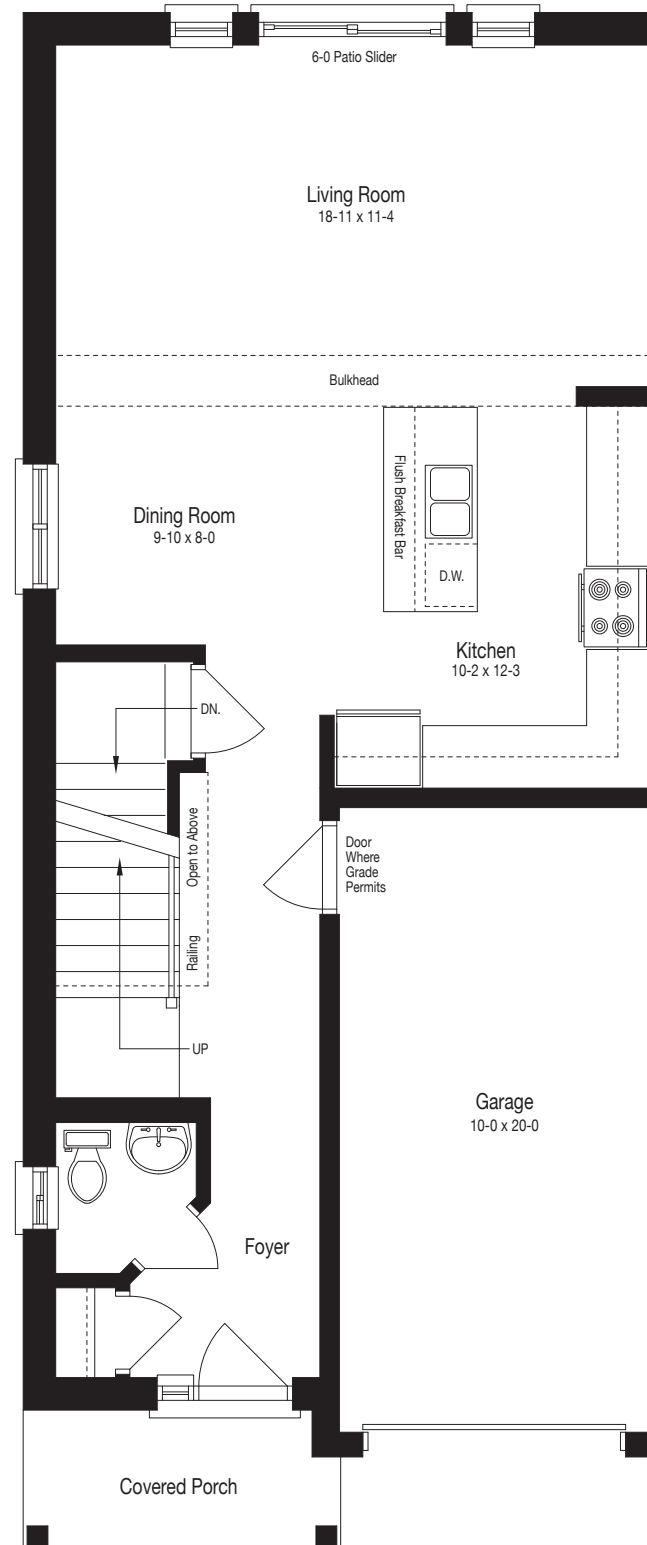 6-0 Patio Slider
Living Room
18-11 x 11-4
Bulkhead
Flush Breakfast Bar
Dining Room
9-10 x 8-0
D.W.
Kitchen
10-2 x 12-3
DN.
Open to Above
Door
Where
Grade
Permits
Railing
UP
Garage
10-0 x 20-0
Foyer
Covered Porch